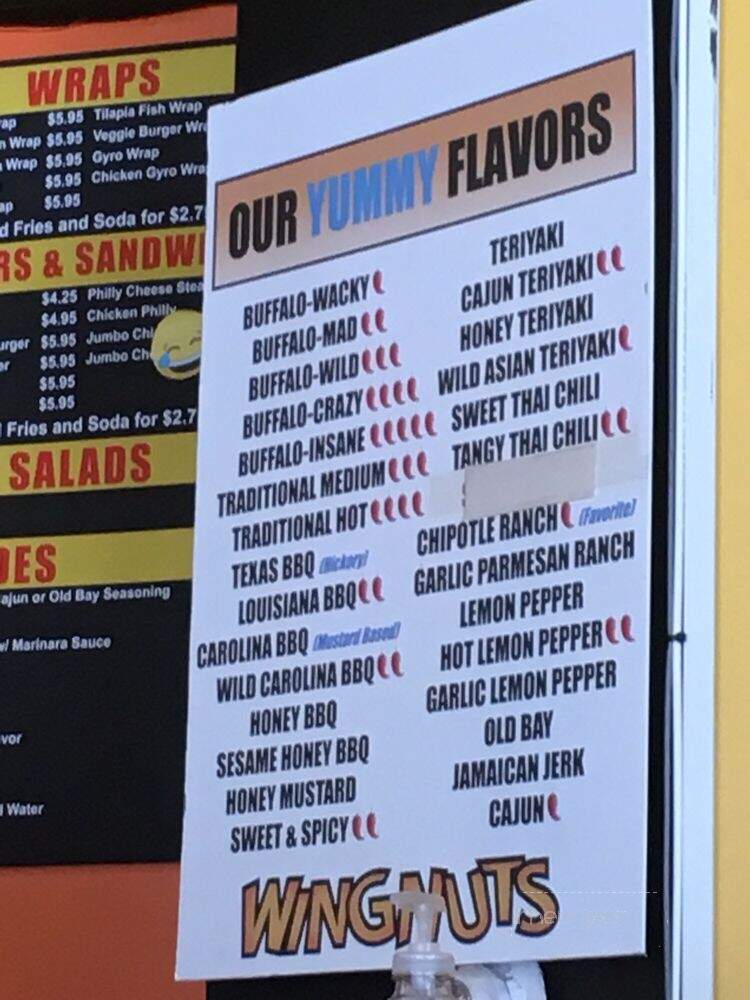 WRAPS
ap $5.95 Tilapia Fish Wrap
Wrap $5.95 Veggie Burger Wr
Wrap $5.95 Gyro Wrap
$5.95 Chicken Gyro Wra
ap $5.95
d Fries and Soda for $2.7
RS & SANDWI
$4.25 Philly Cheese Stea
$4.95 Chicken Philly
urger $5.95 Jumbo Chi
er $5.95 Jumbo Ch
$5.95
$5.95
Fries and Soda for $2.7
SALADS
DES
ajun or Old Bay Seasoning
w/ Marinara Sauce
vor
l Water
OUR YUMMY FLAVORS
BUFFALO-WACKY
BUFFALO-MAD
BUFFALO-WILD
BUFFALO-CRAZY
BUFFALO-INSANE
TRADITIONAL MEDIUM
TRADITIONAL HOT
TEXAS BBQ (Hickory)
LOUISIANA BBQ
CAROLINA BBQ (Mustard Based)
WILD CAROLINA BBQ
HONEY BBQ
SESAME HONEY BBQ
HONEY MUSTARD
SWEET & SPICY
TERIYAKI
CAJUN TERIYAKI
HONEY TERIYAKI
WILD ASIAN TERIYAKI
SWEET THAI CHILI
TANGY THAI CHILI
CHIPOTLE RANCH (Favorite)
GARLIC PARMESAN RANCH
LEMON PEPPER
HOT LEMON PEPPER
GARLIC LEMON PEPPER
OLD BAY
JAMAICAN JERK
CAJUN
WINGNUTS